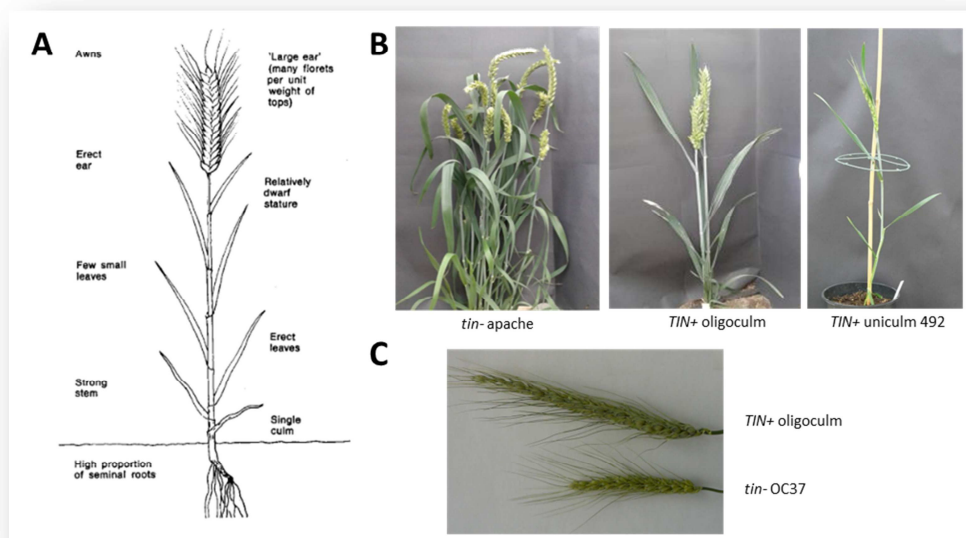 A
Awns
'Large ear'
(many florets
per unit
weight of
tops)
Erect
ear
Relatively
dwarf
stature
Few small
leaves
Erect
leaves
Strong
stem
Single
culm
High proportion
of seminal roots
B
tin- apache
TIN+ oligoculm
TIN+ uniculm 492
C
TIN+ oligoculm
tin- OC37